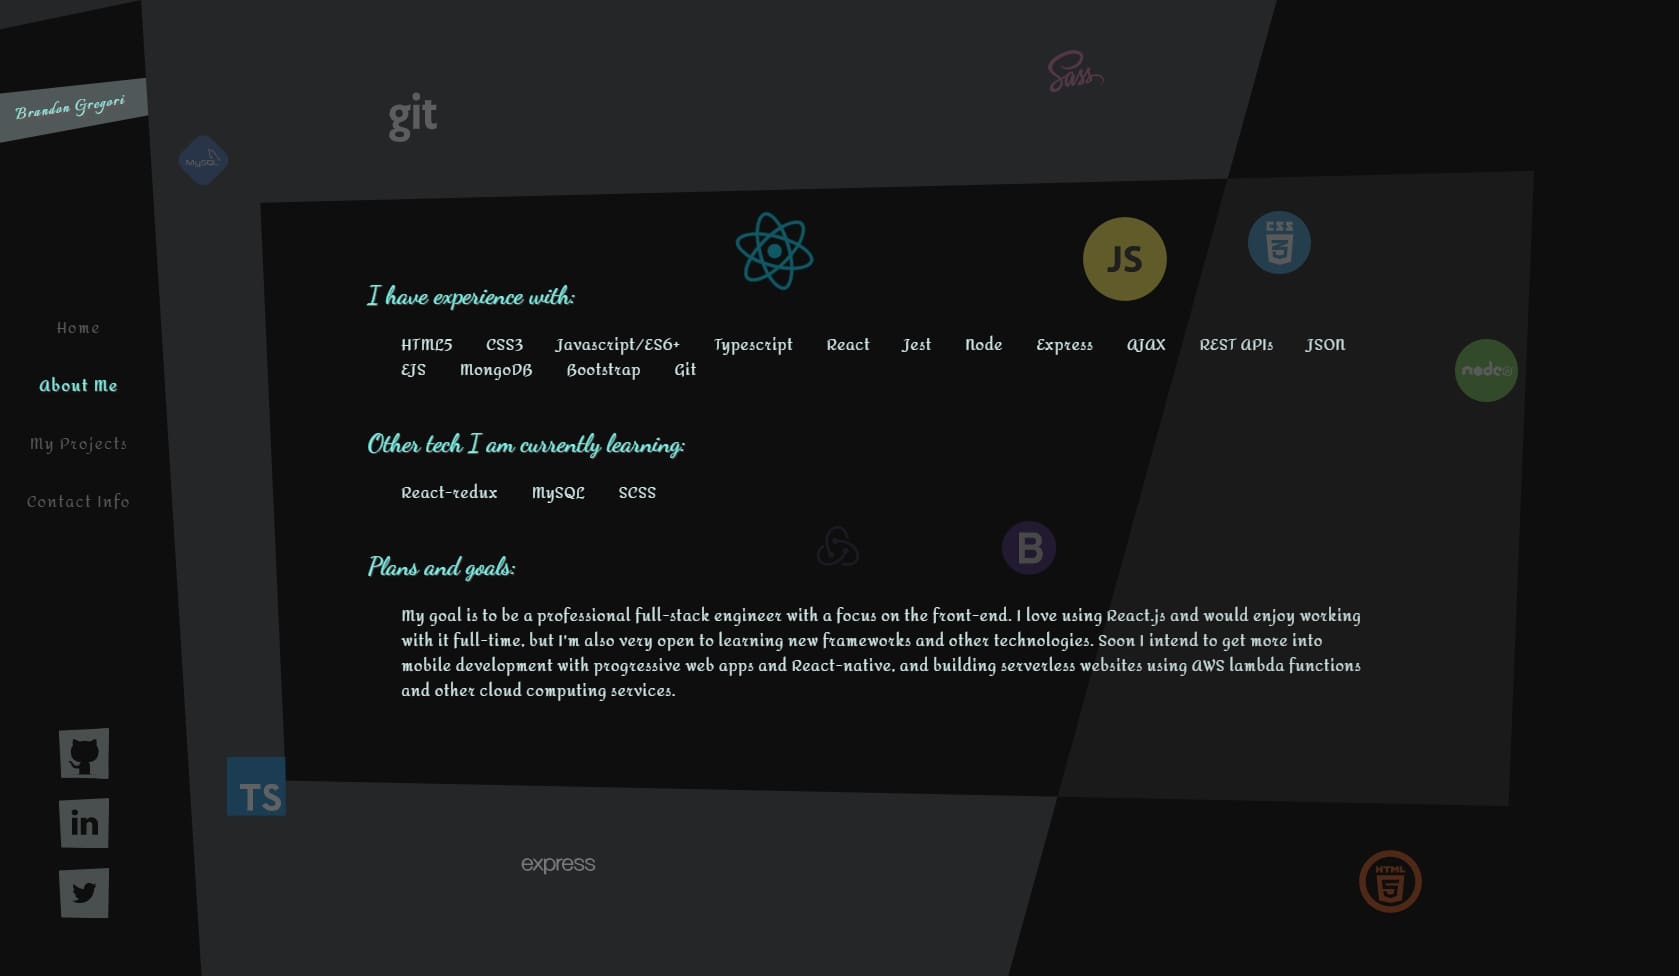 Brandon Gregori
Home
About Me
My Projects
Contact Info
MySQL
git
Sass
JS
CSS
3
node
I have experience with:
HTML5 CSS3 Javascript/ES6+ Typescript React Jest Node Express AJAX REST APIs JSON
EJS MongoDB Bootstrap Git
Other tech I am currently learning:
React-redux MySQL SCSS
B
Plans and goals:
My goal is to be a professional full-stack engineer with a focus on the front-end. I love using React.js and would enjoy working
with it full-time, but I'm also very open to learning new frameworks and other technologies. Soon I intend to get more into
mobile development with progressive web apps and React-native, and building serverless websites using AWS lambda functions
and other cloud computing services.
TS
in
express
HTML
5